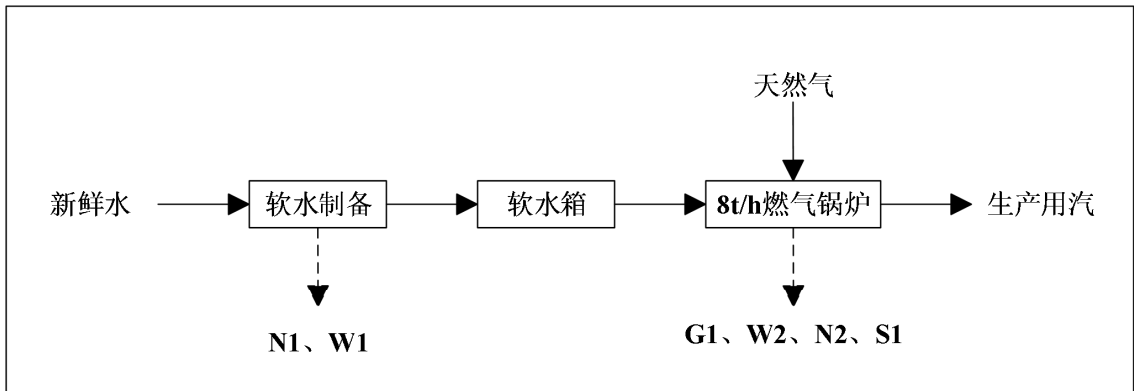 天然气
新鲜水
软水制备
软水箱
8t/h燃气锅炉
生产用汽
N1、W1
G1、W2、N2、S1